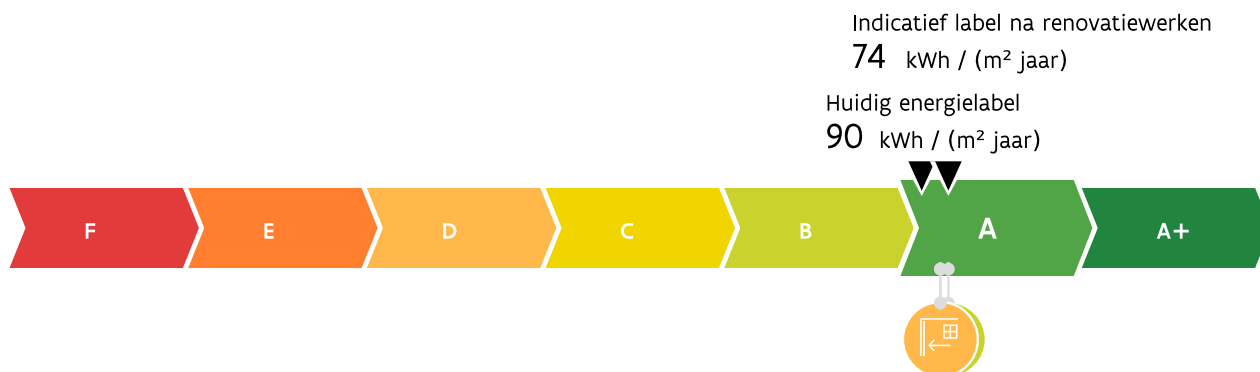 Indicatief label na renovatiewerken
74 kWh / (m² jaar)
Huidig energielabel
90 kWh / (m² jaar)
F E D C B A A+